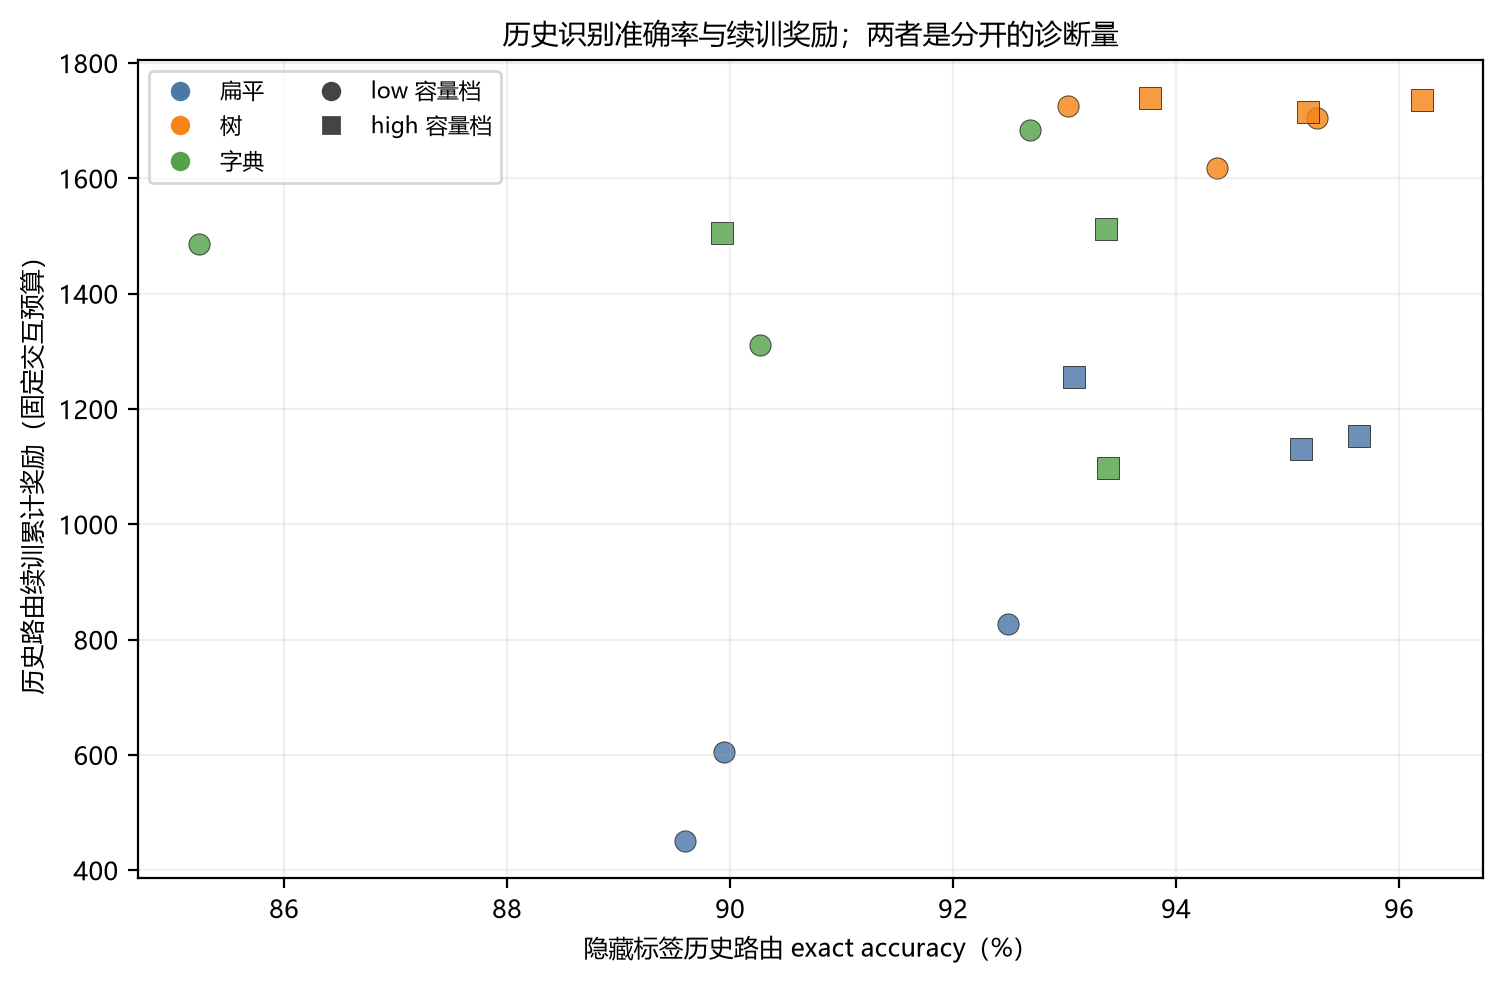 历史识别准确率与续训奖励；两者是分开的诊断量
扁平
树
字典
low 容量档
high 容量档
历史路由续训累计奖励（固定交互预算）
1800
1600
1400
1200
1000
800
600
400
86
88
90
92
94
96
隐藏标签历史路由 exact accuracy（%）